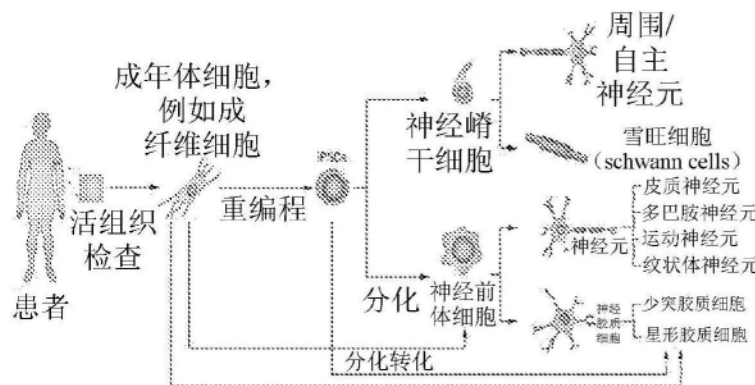 成年体细胞，
例如成
纤维细胞
患者
活组织
检查
重编程
iPSCs
分化
神经嵴
干细胞
周围/
自主
神经元
雪旺细胞
（schwann cells）
神经前
体细胞
神经元
皮质神经元
多巴胺神经元
运动神经元
纹状体神经元
神经
胶质
细胞
少突胶质细胞
星形胶质细胞
分化转化